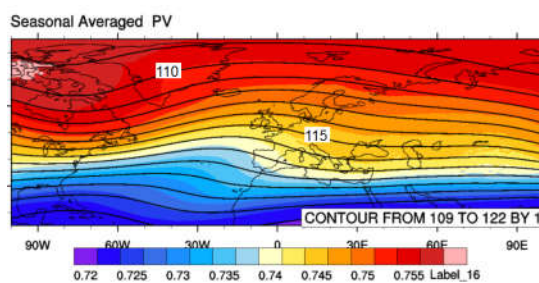 Seasonal Averaged PV
110
115
CONTOUR FROM 109 TO 122 BY 1
90W 60W 30W 0 30E 60E 90E
0.72 0.725 0.73 0.735 0.74 0.745 0.75 0.755 Label_16